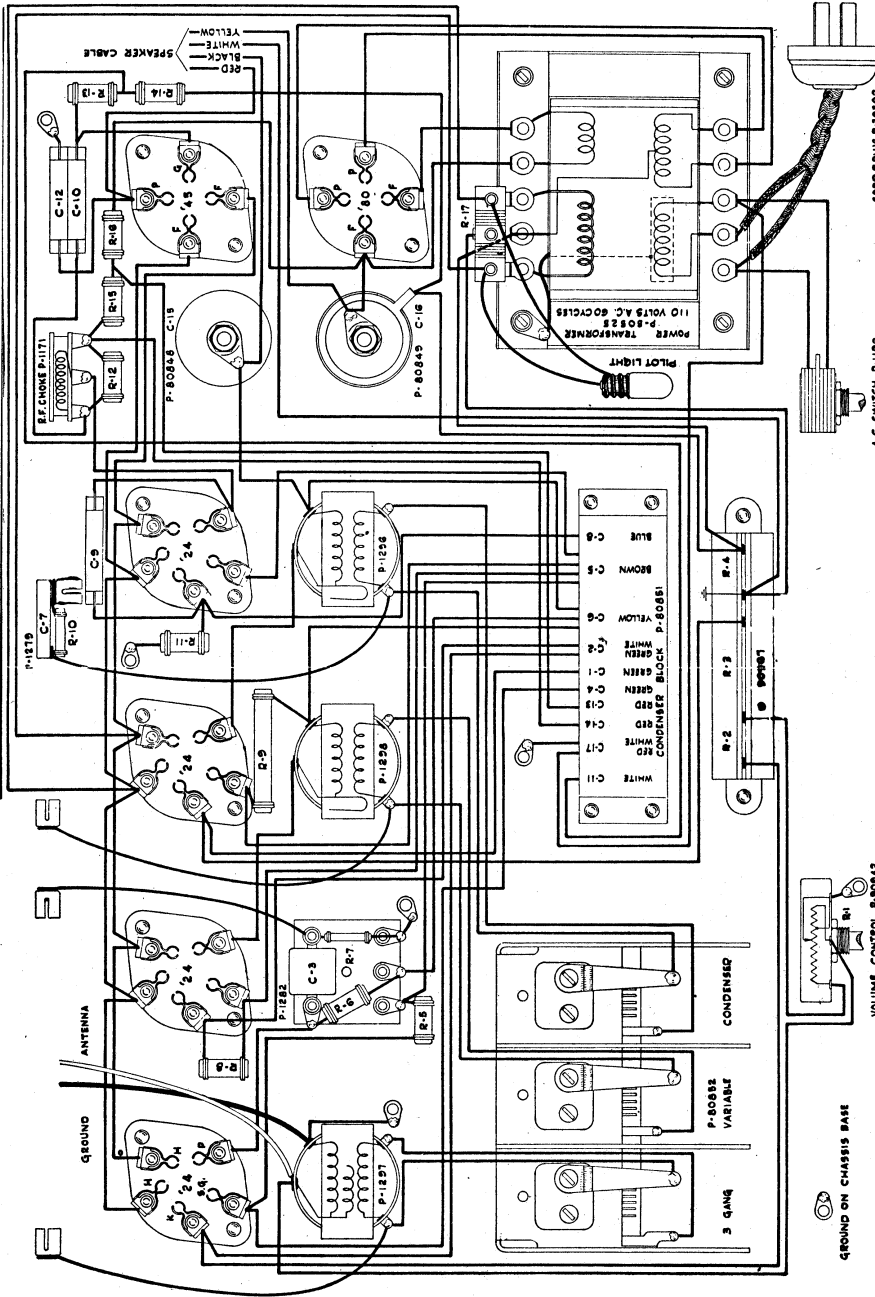 SPEAKER CABLE
YELLOW
WHITE
BLACK
RED
R-13
R-14
C-12
C-10
G
P
'45
F
F
R-16
R-15
R-12
R.F. CHOKE P-1171
P
P
'80
F
F
R-17
POWER TRANSFORMER
P-80825
110 VOLTS A.C. 60 CYCLES
PILOT LIGHT
P-80848
C-15
P-80849
C-16
C-9
'24
P-1279
C-7
R-10
R-11
P-1296
'24
R-9
P-1298
ANTENNA
'24
P-1282
C-3
R-7
R-6
R-5
R-8
GROUND
H
H
P
'24
S.G.
K
P-1297
C-8 BLUE
C-5 BROWN
C-6 YELLOW
C-2 WHITE GREEN
C-1 GREEN
C-4 GREEN
C-13 RED
C-14 RED
C-17 WHITE RED
C-11 WHITE
CONDENSER BLOCK P-80851
R-4
R-3
R-2
R-1
3 GANG
P-80852
VARIABLE
CONDENSER
VOLUME CONTROL P-80847
GROUND ON CHASSIS BASE